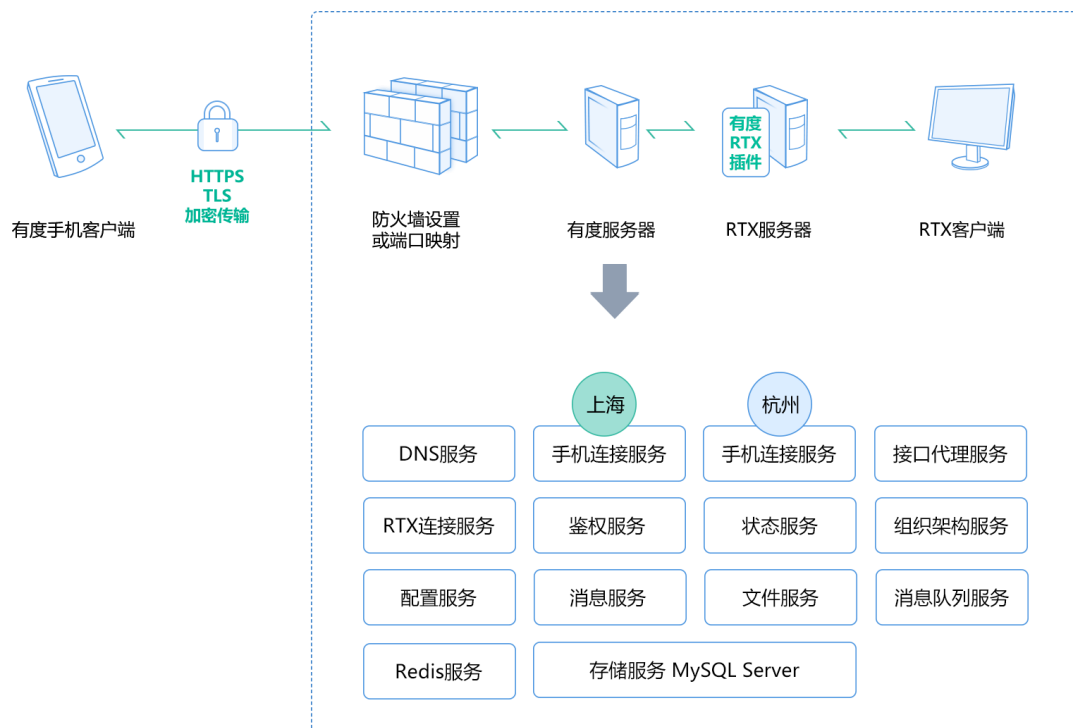 HTTPS
TLS
加密传输
有度
RTX
插件
有度手机客户端
防火墙设置
或端口映射
有度服务器
RTX服务器
RTX客户端
上海
杭州
DNS服务
手机连接服务
手机连接服务
接口代理服务
RTX连接服务
鉴权服务
状态服务
组织架构服务
配置服务
消息服务
文件服务
消息队列服务
Redis服务
存储服务 MySQL Server